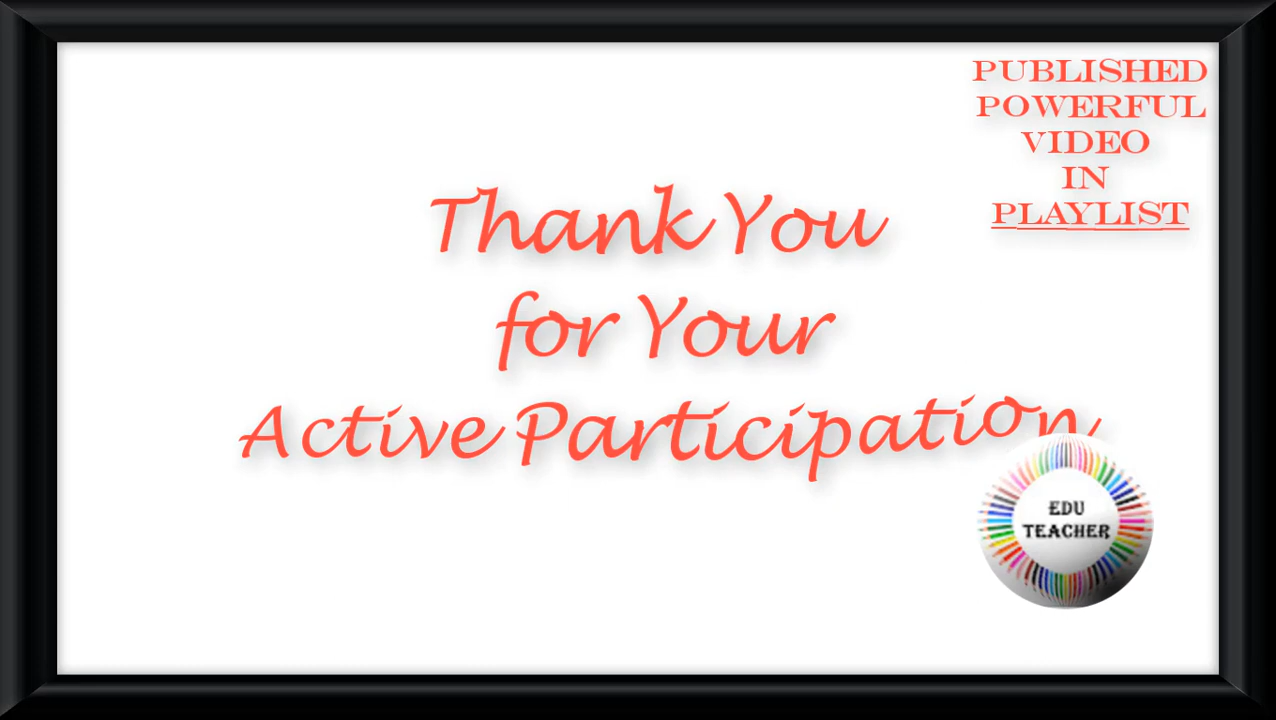 PUBLISHED
POWERFUL
VIDEO
IN
PLAYLIST
Thank You
for Your
Active Participation
EDU
TEACHER